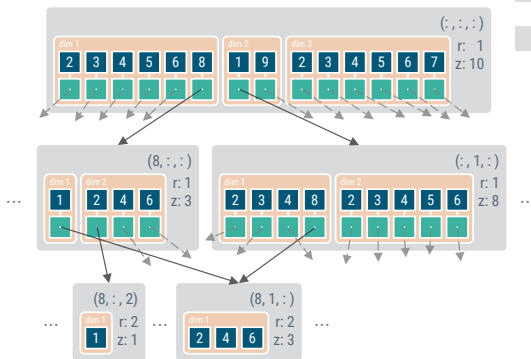 (:, :, :)
dim 1 dim 2 dim 3 r: 1
2 3 4 5 6 8 1 9 2 3 4 5 6 7 z: 10
(8, :, :) (:, 1, :)
dim 1 dim 2 r: 1 dim 1 dim 2 r: 1
... 1 2 4 6 z: 3 2 3 4 8 2 3 4 5 6 z: 8 ...
(8, :, 2) (8, 1, :)
... dim 1 r: 2 ... dim 1 r: 2 ...
1 z: 1 2 4 6 z: 3